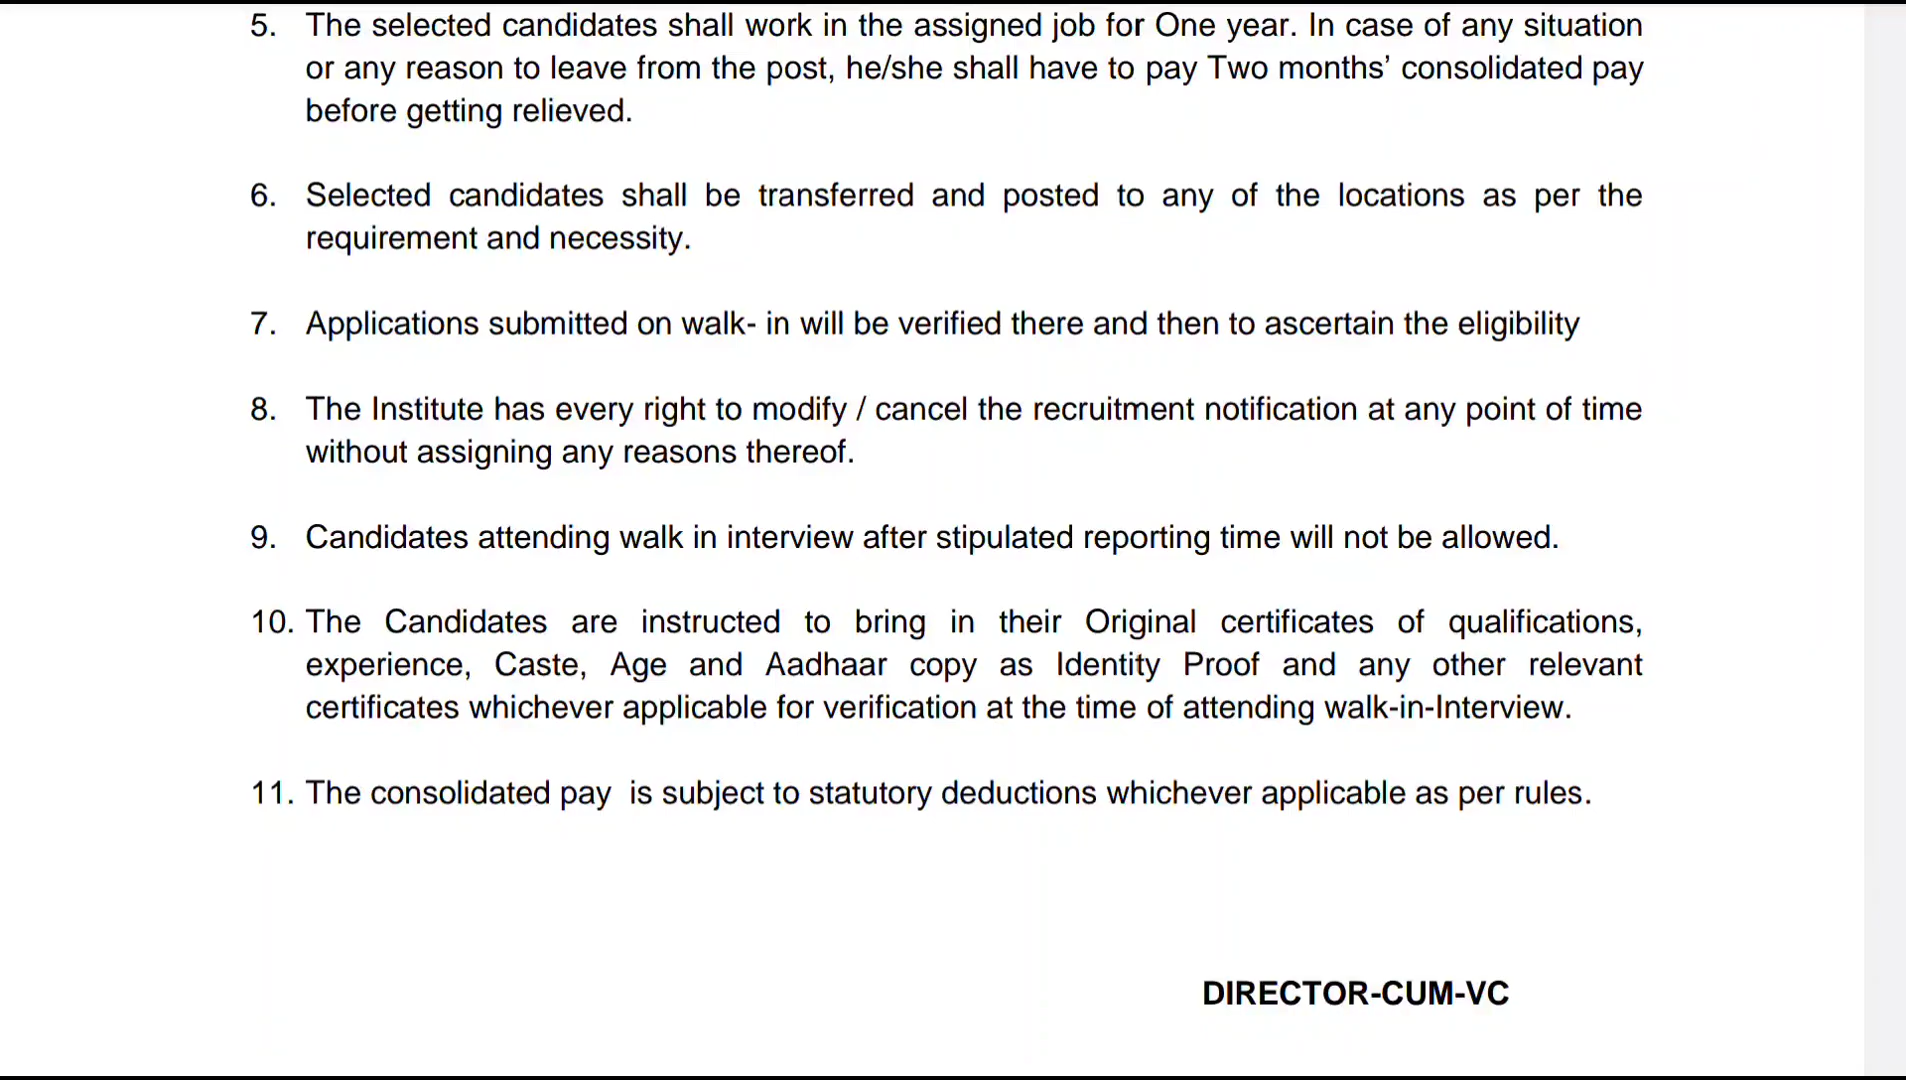 5. The selected candidates shall work in the assigned job for One year. In case of any situation
or any reason to leave from the post, he/she shall have to pay Two months’ consolidated pay
before getting relieved.
6. Selected candidates shall be transferred and posted to any of the locations as per the
requirement and necessity.
7. Applications submitted on walk- in will be verified there and then to ascertain the eligibility
8. The Institute has every right to modify / cancel the recruitment notification at any point of time
without assigning any reasons thereof.
9. Candidates attending walk in interview after stipulated reporting time will not be allowed.
10. The Candidates are instructed to bring in their Original certificates of qualifications,
experience, Caste, Age and Aadhaar copy as Identity Proof and any other relevant
certificates whichever applicable for verification at the time of attending walk-in-Interview.
11. The consolidated pay  is subject to statutory deductions whichever applicable as per rules.
DIRECTOR-CUM-VC